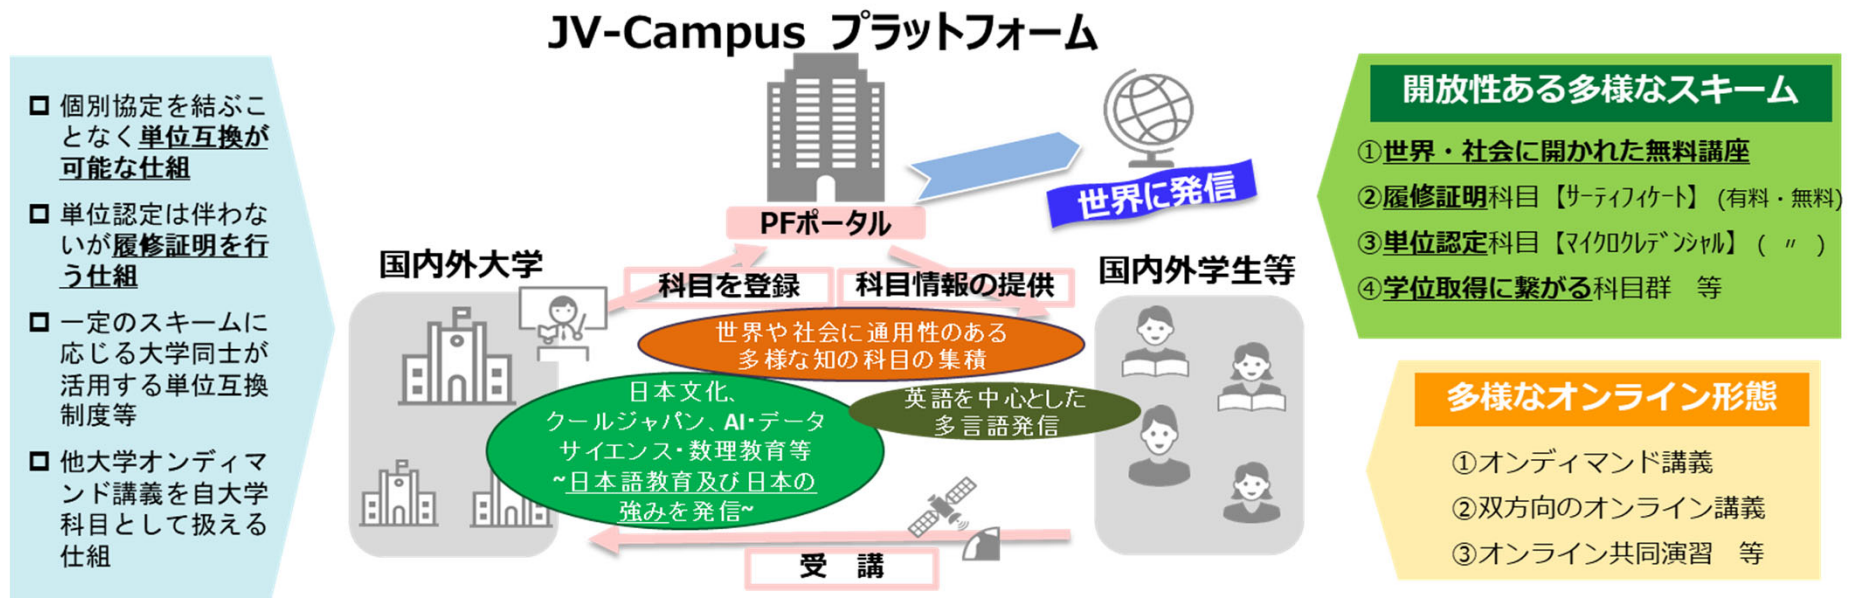 JV-Campus プラットフォーム
個別協定を結ぶこ
となく単位互換が
可能な仕組
単位認定は伴わな
いが履修証明を行
う仕組
一定のスキームに
応じる大学同士が
活用する単位互換
制度等
他大学オンディマ
ンド講義を自大学
科目として扱える
仕組
PFポータル
世界に発信
国内外大学
科目を登録
科目情報の提供
国内外学生等
世界や社会に通用性のある
多様な知の科目の集積
日本文化、
クールジャパン、AI・データ
サイエンス・数理教育等
~日本語教育及び日本の
強みを発信~
英語を中心とした
多言語発信
受　講
開放性ある多様なスキーム
①世界・社会に開かれた無料講座
②履修証明科目【ｻｰﾃｨﾌｨｹｰﾄ】(有料・無料)
③単位認定科目【ﾏｲｸﾛｸﾚﾃﾞﾝｼｬﾙ】( 〃 )
④学位取得に繋がる科目群　等
多様なオンライン形態
①オンディマンド講義
②双方向のオンライン講義
③オンライン共同演習　等